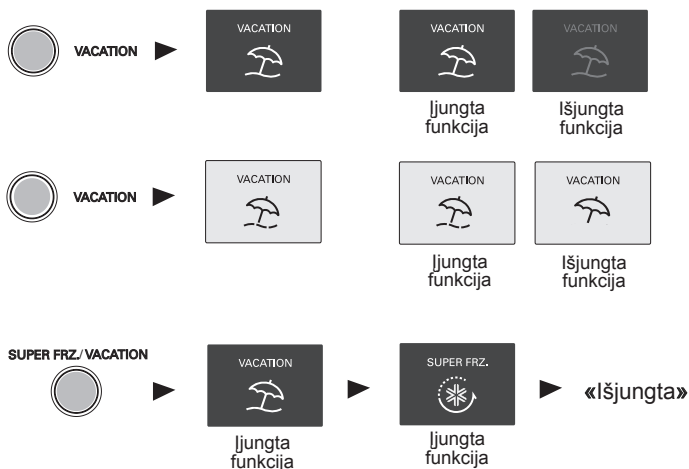 VACATION
VACATION
VACATION
VACATION
Įjungta
funkcija
Išjungta
funkcija
VACATION
VACATION
VACATION
VACATION
Įjungta
funkcija
Išjungta
funkcija
SUPER FRZ./VACATION
VACATION
Įjungta
funkcija
SUPER FRZ.
Įjungta
funkcija
«Išjungta»